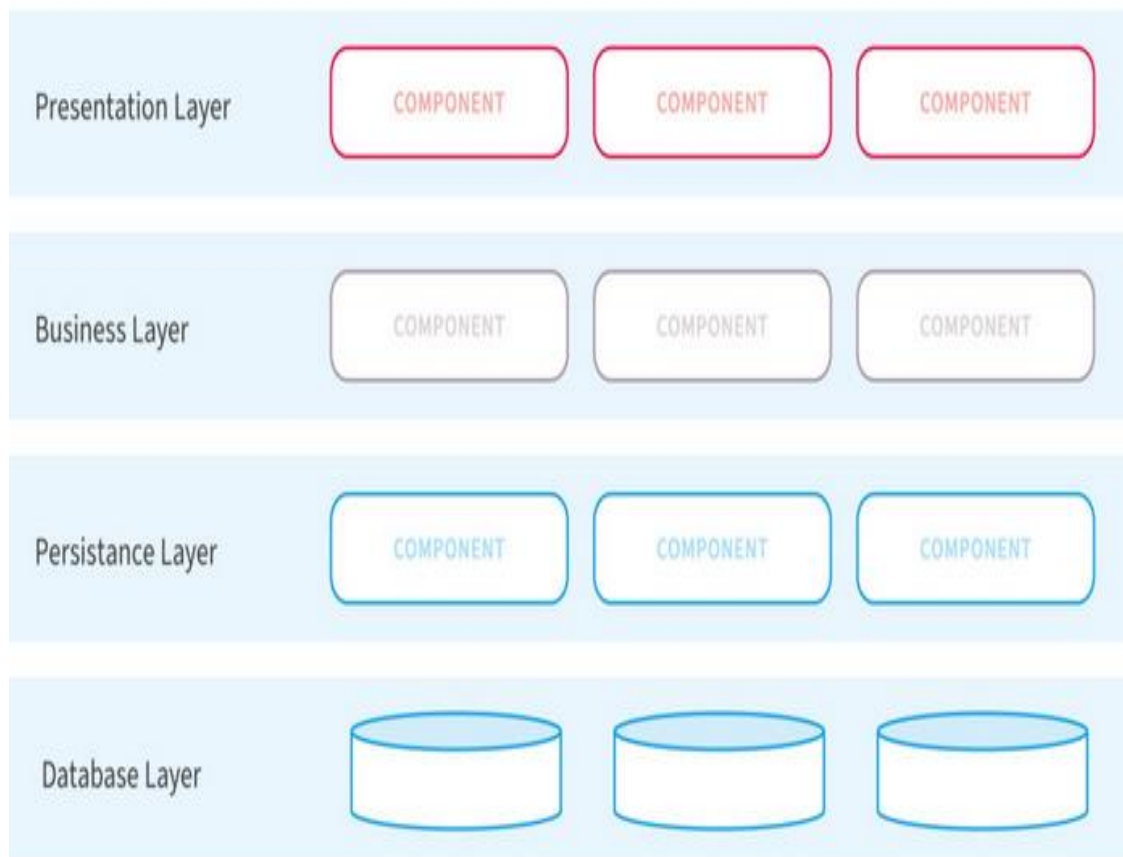 Presentation Layer
COMPONENT COMPONENT COMPONENT
Business Layer
COMPONENT COMPONENT COMPONENT
Persistance Layer
COMPONENT COMPONENT COMPONENT
Database Layer